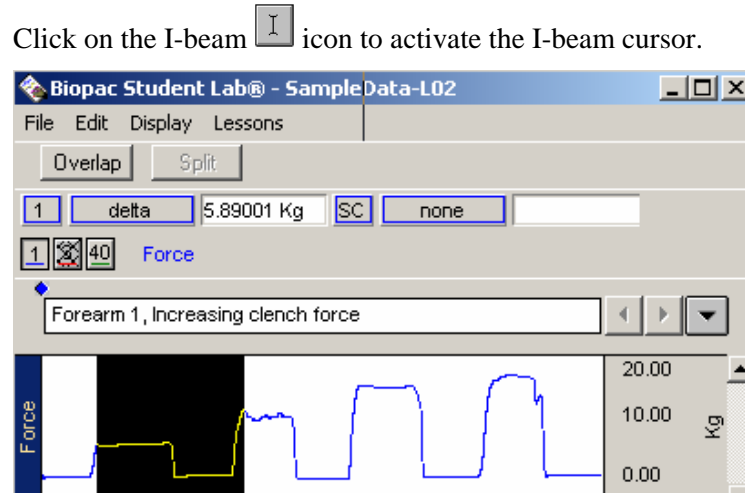 Click on the I-beam icon to activate the I-beam cursor.
Biopac Student Lab® - SampleData-L02
File Edit Display Lessons
Overlap Split
1 delta 5.89001 Kg SC none
1 40 Force
Forearm 1, Increasing clench force
20.00
10.00
0.00
Force
Kg